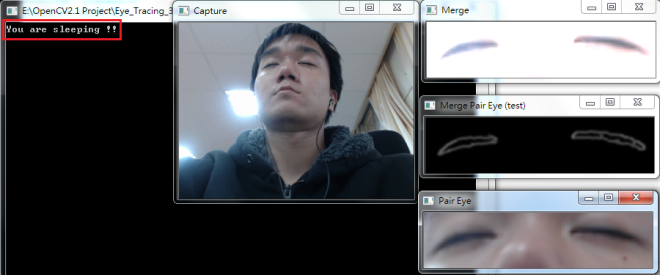 E:\OpenCV2.1 Project\Eye_Tracing_3
You are sleeping !!
Capture
Merge
Merge Pair Eye (test)
Pair Eye